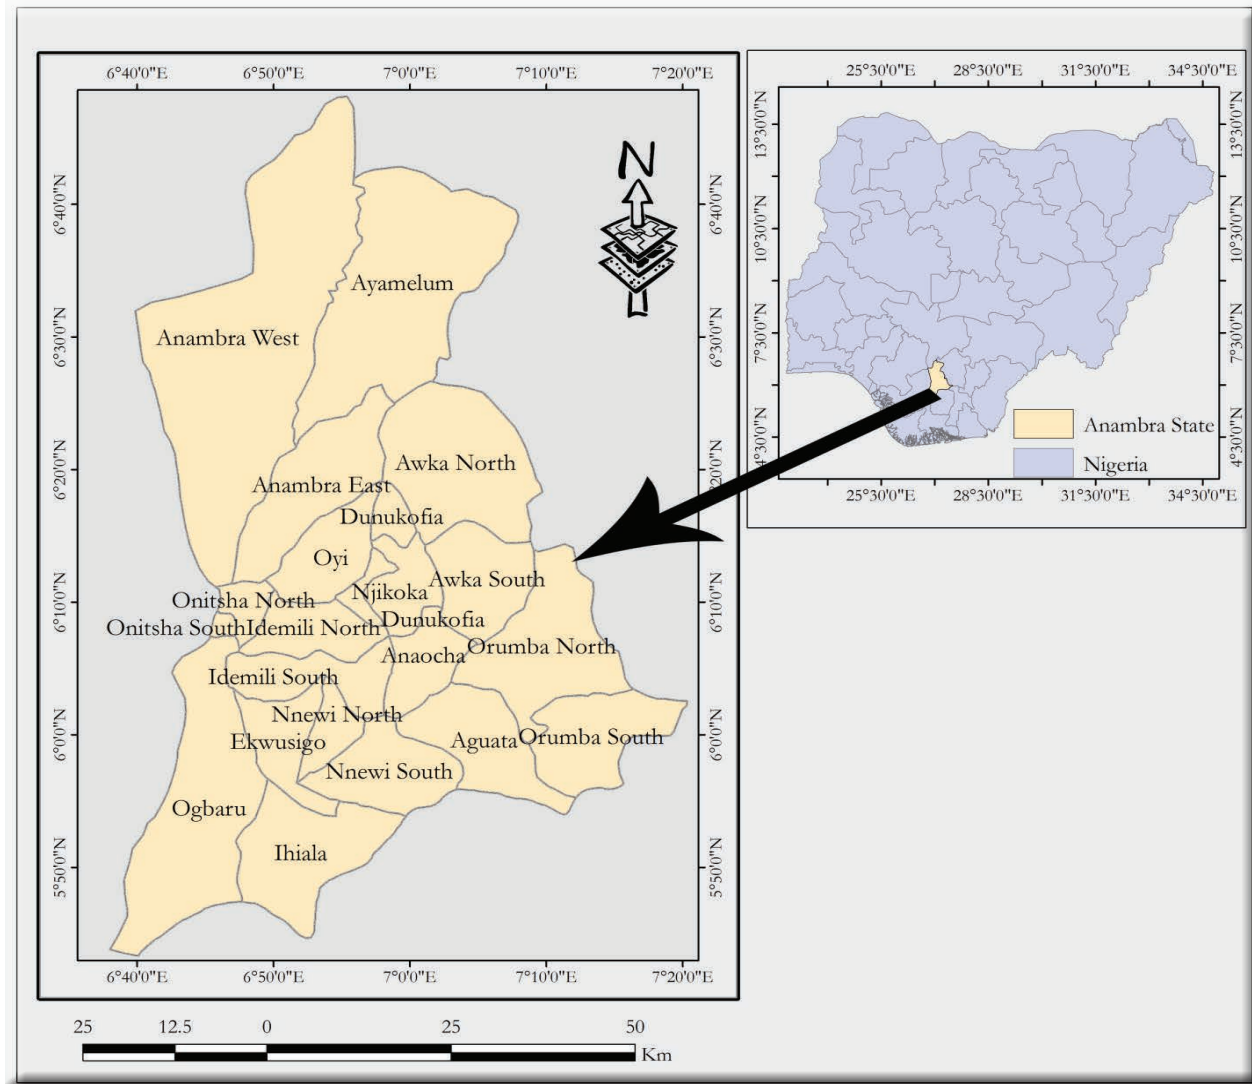 6°40'0"E 6°50'0"E 7°0'0"E 7°10'0"E 7°20'0"E
6°40'0"N
6°30'0"N
6°20'0"N
6°10'0"N
6°0'0"N
5°50'0"N
N
Ayamelum
Anambra West
Awka North
Anambra East
Dunukofia
Oyi
Awka South
Njikoka
Onitsha North
Dunukofia
Onitsha South Idemili North
Orumba North
Anaocha
Idemili South
Nnewi North
Ekwusigo
Aguata Orumba South
Nnewi South
Ogbaru
Ihiala
6°40'0"N
6°30'0"N
6°20'0"N
6°10'0"N
6°0'0"N
5°50'0"N
6°40'0"E 6°50'0"E 7°0'0"E 7°10'0"E 7°20'0"E
25 12.5 0 25 50
Km
25°30'0"E 28°30'0"E 31°30'0"E 34°30'0"E
13°30'0"N
10°30'0"N
7°30'0"N
4°30'0"N
Anambra State
Nigeria
13°30'0"N
10°30'0"N
7°30'0"N
4°30'0"N
25°30'0"E 28°30'0"E 31°30'0"E 34°30'0"E